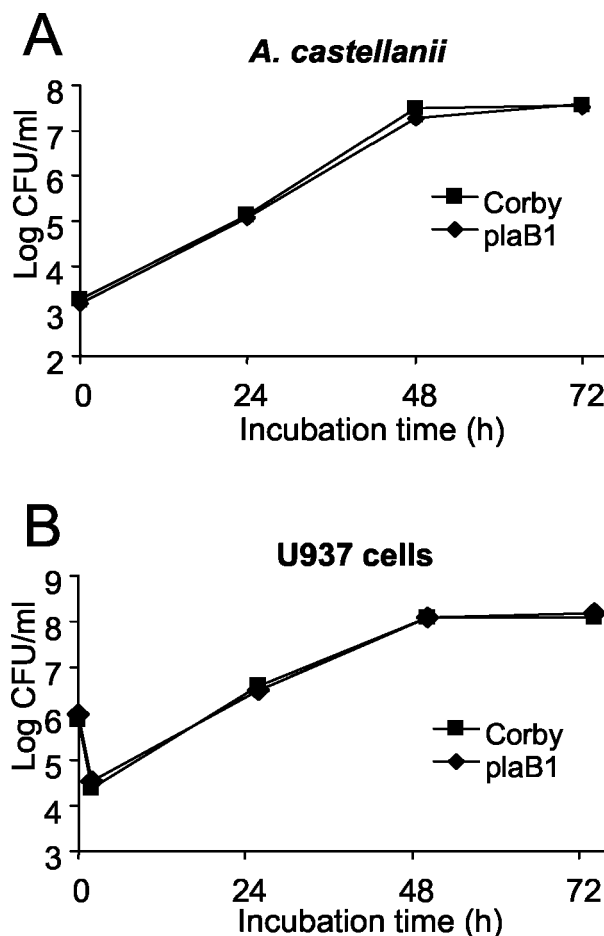 A
A. castellanii
Log CFU/ml
8
7
6
5
4
3
2
Corby
plaB1
0 24 48 72
Incubation time (h)
B
U937 cells
Log CFU/ml
9
8
7
6
5
4
3
Corby
plaB1
0 24 48 72
Incubation time (h)